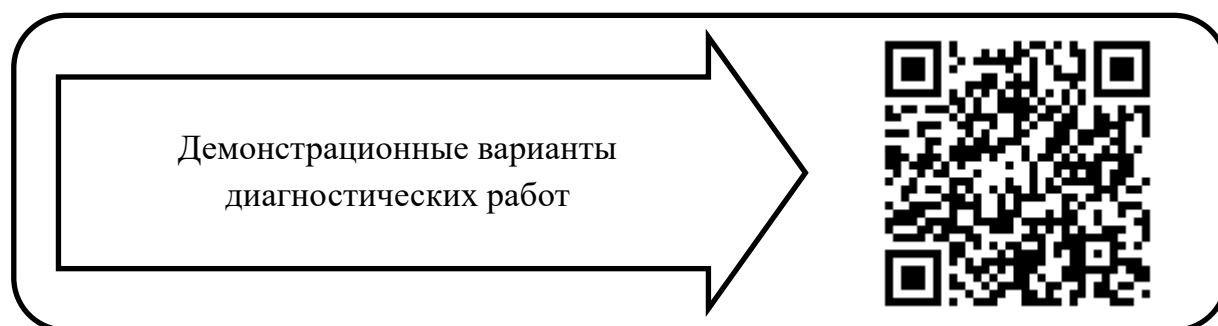 Демонстрационные варианты
диагностических работ